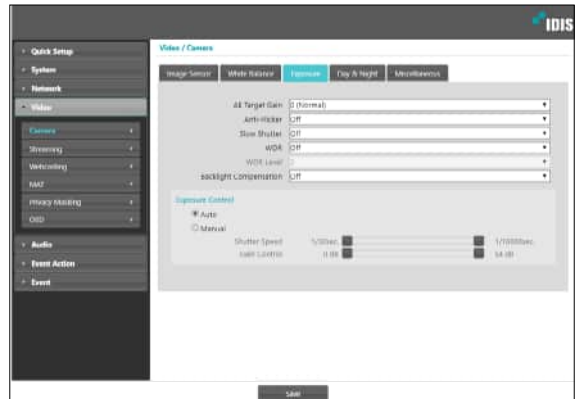 IDIS
Quick Setup
System
Network
Video
Camera
Streaming
Webcasting
MAT
Privacy Masking
OSD
Audio
Event Action
Event
Video / Camera
Image Sensor White Balance Exposure Day & Night Miscellaneous
AE Target Gain 0 (Normal)
Anti-Flicker Off
Slow Shutter Off
WDR Off
WDR Level
Backlight Compensation Off
Exposure Control
Auto
Manual
Shutter Speed 1/30sec. 1/10000sec.
Gain Control 0 dB 54 dB
Save